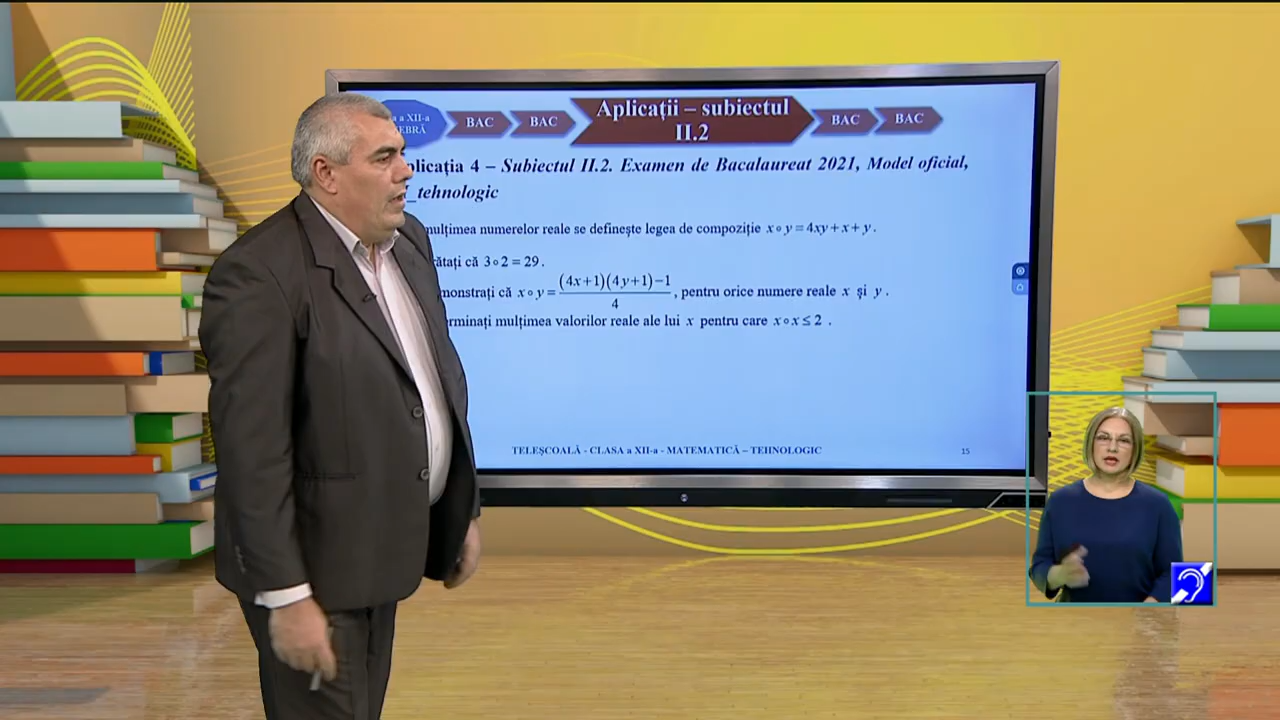 a XII-a
BAC
BAC
Aplicații – subiectul
II.2
BAC
BAC
plicația 4 – Subiectul II.2. Examen de Bacalaureat 2021, Model oficial,
_tehnologic
mulțimea numerelor reale se definește legea de compoziție x∘y=4xy+x+y.
rătați că 3∘2=29.
monstrați că x∘y=\frac{(4x+1)(4y+1)−1}{4}, pentru orice numere reale x și y.
rminați mulțimea valorilor reale ale lui x pentru care x∘x≤2.
TELEȘCOALĂ - CLASA a XII-a - MATEMATICĂ – TEHNOLOGIC
15